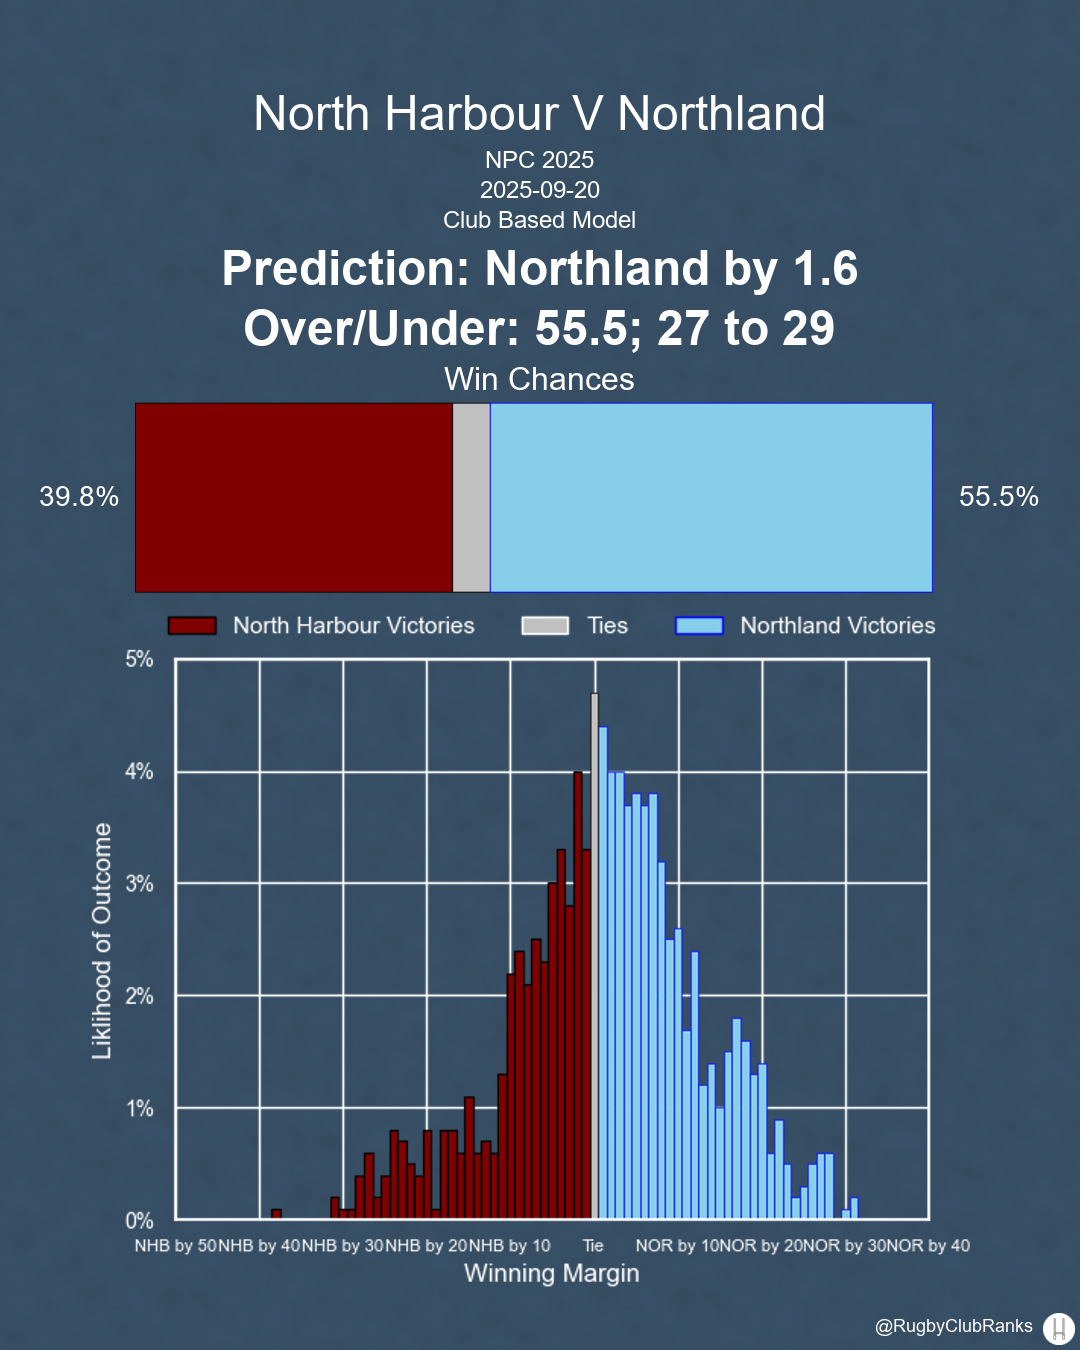 North Harbour V Northland
NPC 2025
2025-09-20
Club Based Model
Prediction: Northland by 1.6
Over/Under: 55.5; 27 to 29
Win Chances
39.8%
55.5%
North Harbour Victories
Ties
Northland Victories
5%
4%
3%
2%
1%
0%
Liklihood of Outcome
NHB by 50 NHB by 40 NHB by 30 NHB by 20 NHB by 10 Tie NOR by 10 NOR by 20 NOR by 30 NOR by 40
Winning Margin
@RugbyClubRanks